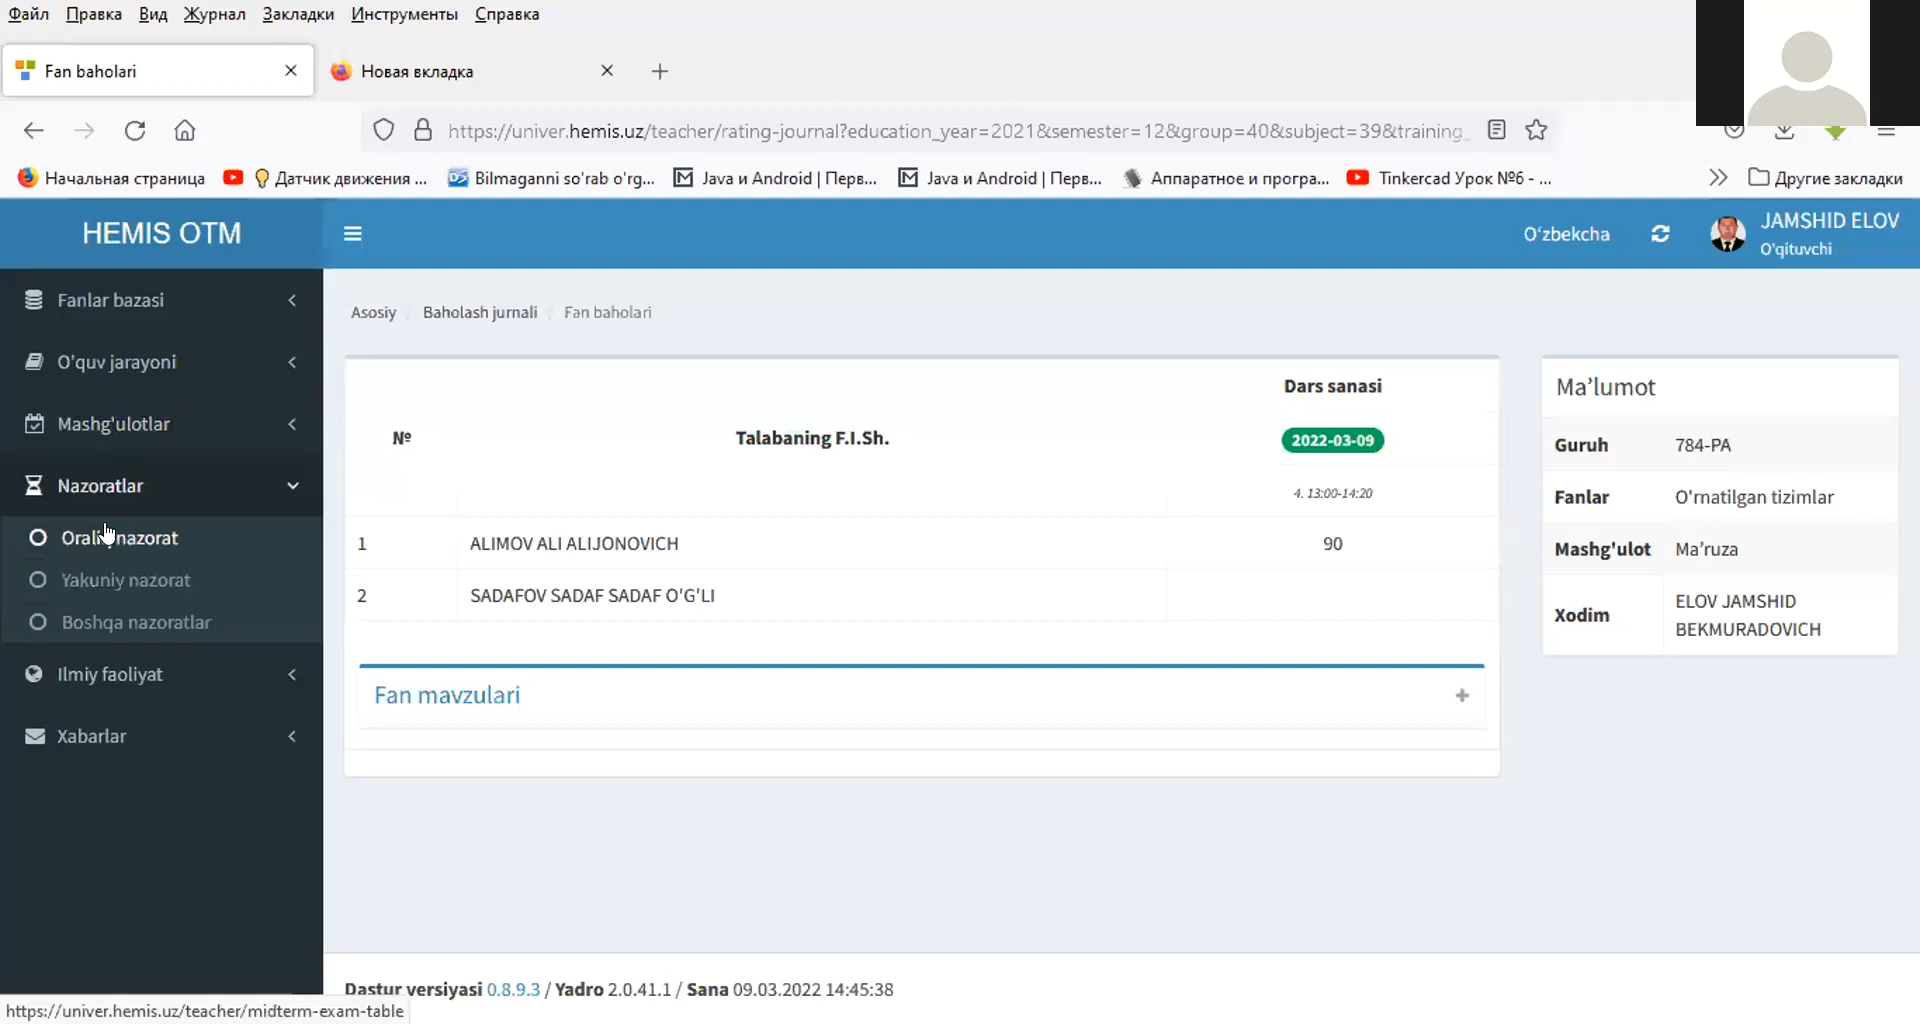 Файл Правка Вид Журнал Закладки Инструменты Справка
Fan baholari
Новая вкладка
https://univer.hemis.uz/teacher/rating-journal?education_year=2021&semester=12&group=40&subject=39&training_
Начальная страница
Датчик движения ...
Bilmaganni so'rab o'rg...
Java и Android | Перв...
Java и Android | Перв...
Аппаратное и програ...
Tinkercad Урок №6 - ...
Другие закладки
HEMIS OTM
O'zbekcha
JAMSHID ELOV
O'qituvchi
Fanlar bazasi
O'quv jarayoni
Mashg'ulotlar
Nazoratlar
Oraliq nazorat
Yakuniy nazorat
Boshqa nazoratlar
Ilmiy faoliyat
Xabarlar
Asosiy / Baholash jurnali / Fan baholari
№ Talabaning F.I.Sh. Dars sanasi
2022-03-09
4. 13:00-14:20
1 ALIMOV ALI ALIJONOVICH 90
2 SADAFOV SADAF SADAF O'G'LI
Fan mavzulari
Ma’lumot
Guruh 784-PA
Fanlar O'rnatilgan tizimlar
Mashg'ulot Ma’ruza
Xodim ELOV JAMSHID
BEKMURADOVICH
Dastur versiyasi 0.8.9.3 / Yadro 2.0.41.1 / Sana 09.03.2022 14:45:38
https://univer.hemis.uz/teacher/midterm-exam-table